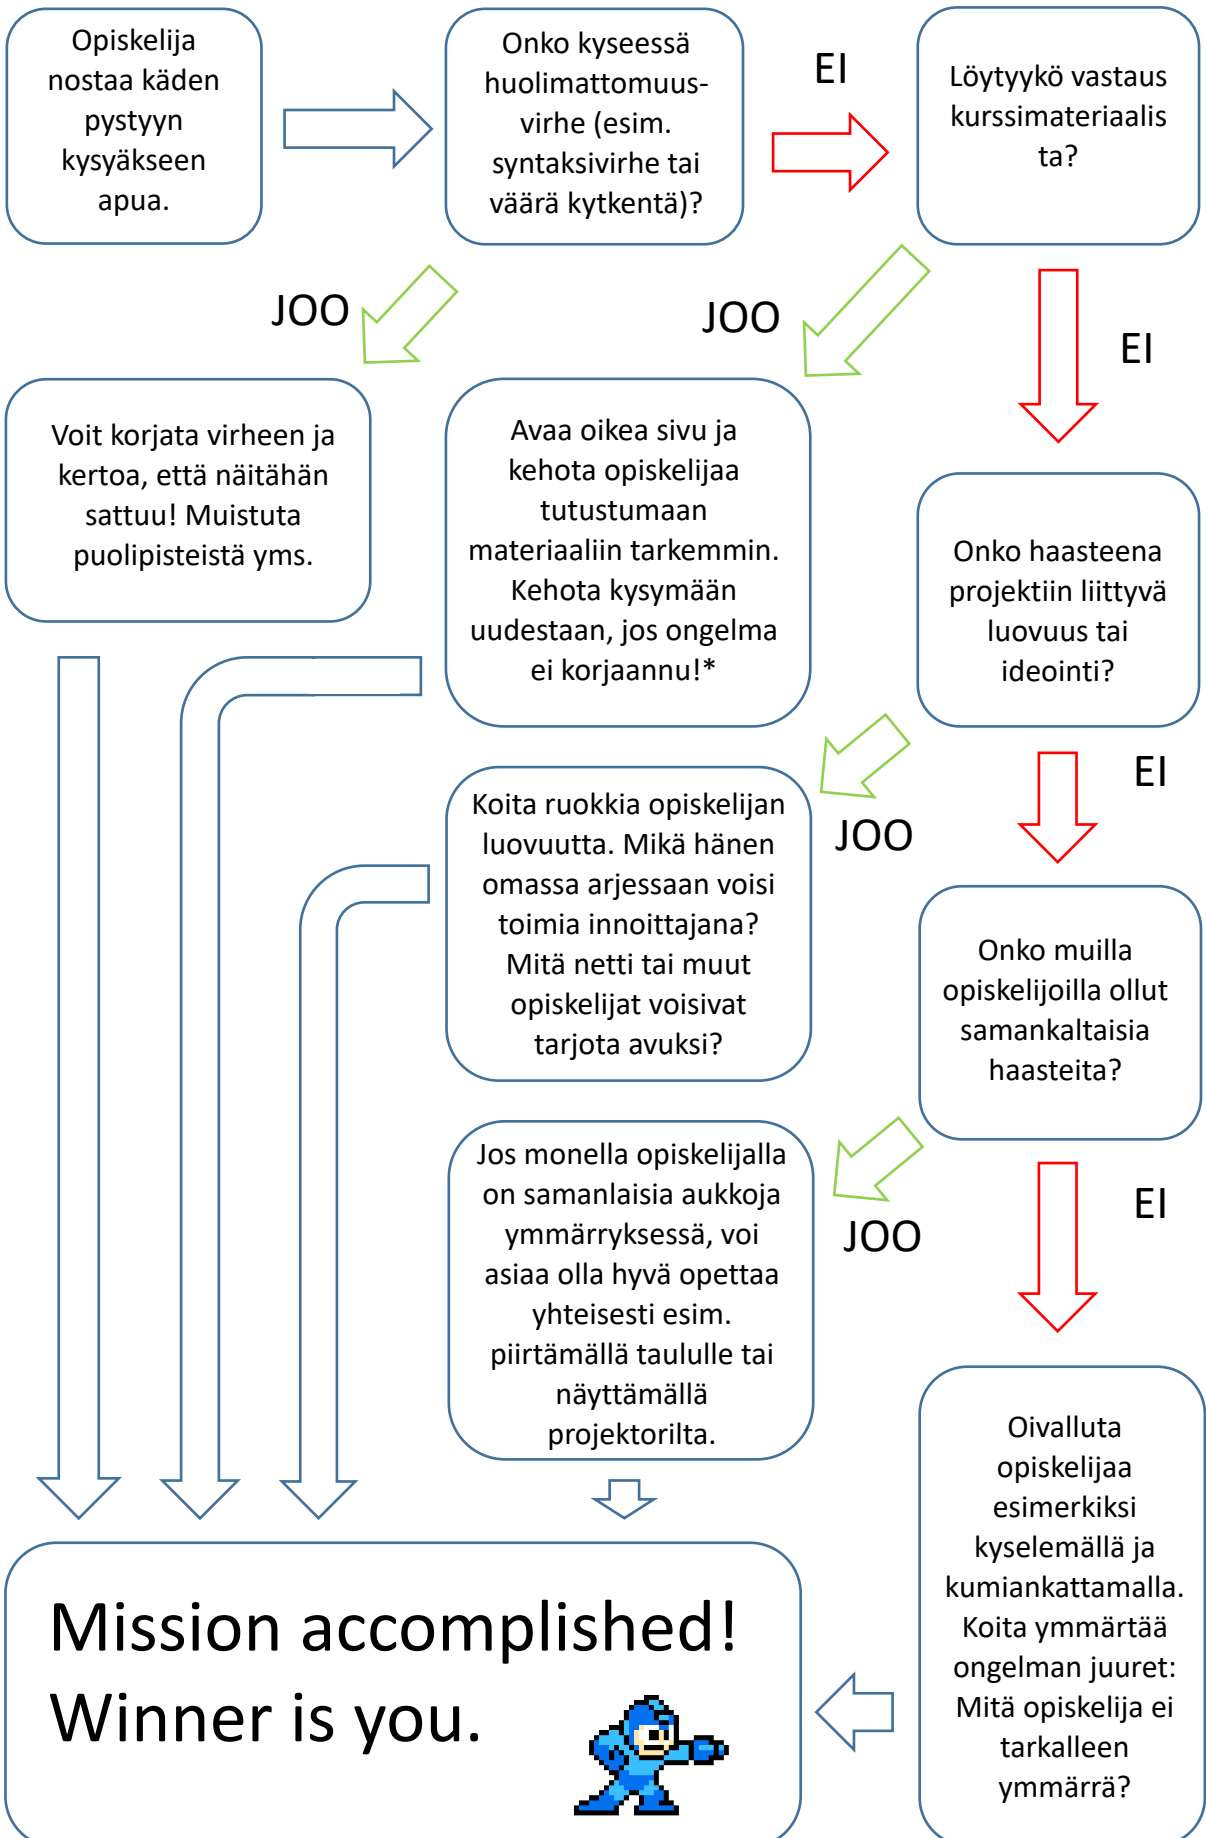 Opiskelija
nostaa käden
pystyyn
kysyäkseen
apua.
Onko kyseessä
huolimattomuus-
virhe (esim.
syntaksivirhe tai
väärä kytkentä)?
EI
Löytyykö vastaus
kurssimateriaalis
ta?
JOO
JOO
EI
Voit korjata virheen ja
kertoa, että näitähän
sattuu! Muistuta
puolipisteistä yms.
Avaa oikea sivu ja
kehota opiskelijaa
tutustumaan
materiaaliin tarkemmin.
Kehota kysymään
uudestaan, jos ongelma
ei korjaannu!*
Onko haasteena
projektiin liittyvä
luovuus tai
ideointi?
JOO
EI
Koita ruokkia opiskelijan
luovuutta. Mikä hänen
omassa arjessaan voisi
toimia innoittajana?
Mitä netti tai muut
opiskelijat voisivat
tarjota avuksi?
Onko muilla
opiskelijoilla ollut
samankaltaisia
haasteita?
JOO
EI
Jos monella opiskelijalla
on samanlaisia aukkoja
ymmärryksessä, voi
asiaa olla hyvä opettaa
yhteisesti esim.
piirtämällä taululle tai
näyttämällä
projektorilta.
Oivalluta
opiskelijaa
esimerkiksi
kyselemällä ja
kumiankattamalla.
Koita ymmärtää
ongelman juuret:
Mitä opiskelija ei
tarkalleen
ymmärrä?
Mission accomplished!
Winner is you.